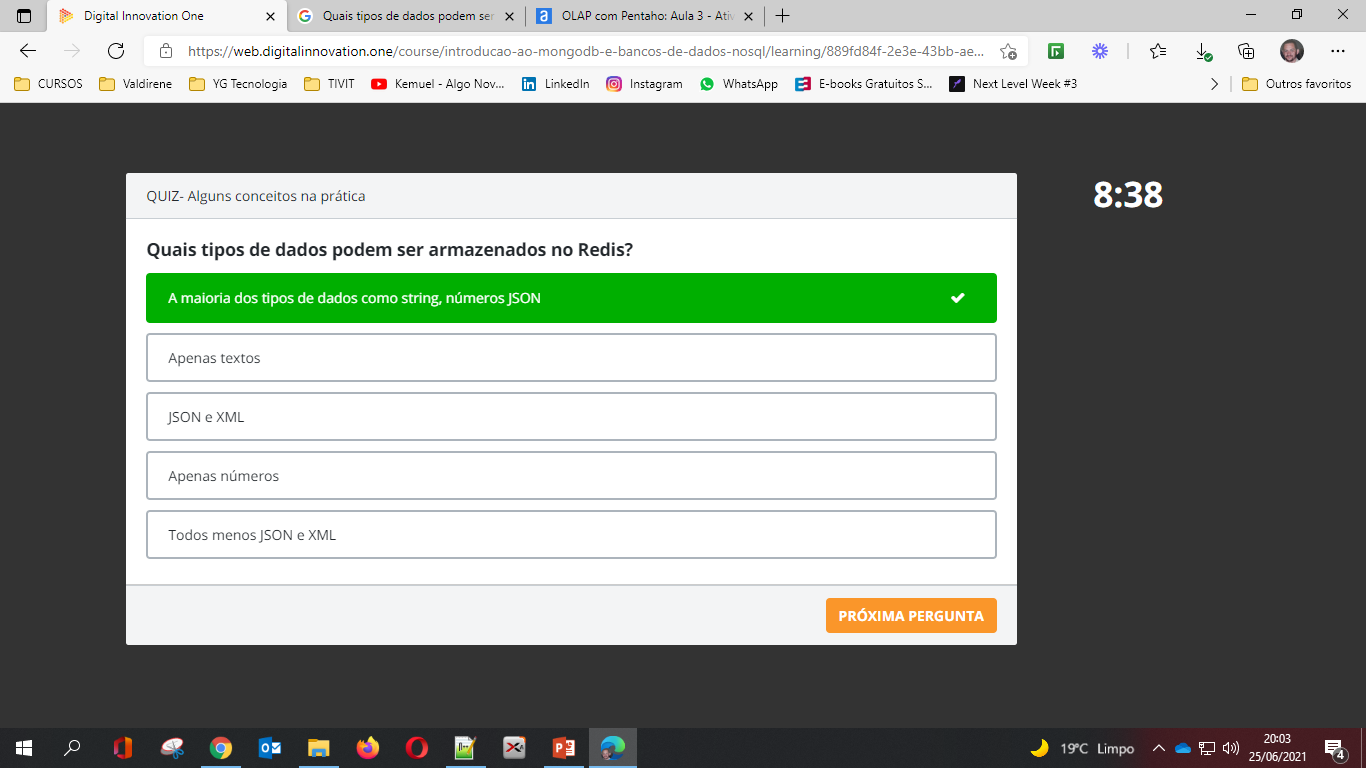 Digital Innovation One
Quais tipos de dados podem ser
OLAP com Pentaho: Aula 3 - Ativ
https://web.digitalinnovation.one/course/introducao-ao-mongodb-e-bancos-de-dados-nosql/learning/889fd84f-2e3e-43bb-ae...
CURSOS
Valdirene
YG Tecnologia
TIVIT
Kemuel - Algo Nov...
LinkedIn
Instagram
WhatsApp
E-books Gratuitos S...
Next Level Week #3
Outros favoritos
QUIZ- Alguns conceitos na prática
8:38
Quais tipos de dados podem ser armazenados no Redis?
A maioria dos tipos de dados como string, números JSON
Apenas textos
JSON e XML
Apenas números
Todos menos JSON e XML
PRÓXIMA PERGUNTA
19°C Limpo
20:03
25/06/2021
4